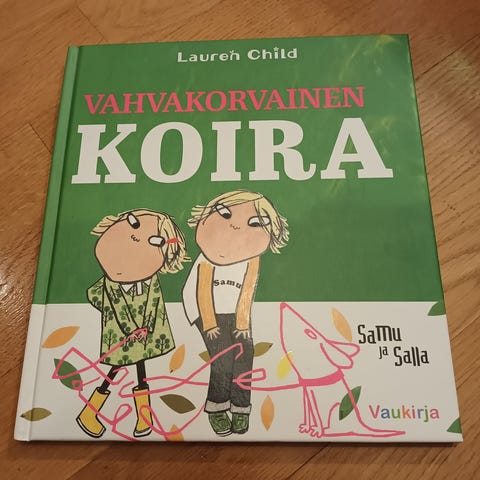 Lauren Child
VAHVAKORVAINEN
KOIRA
Samu
Samu
ja Salla
Vaukirja